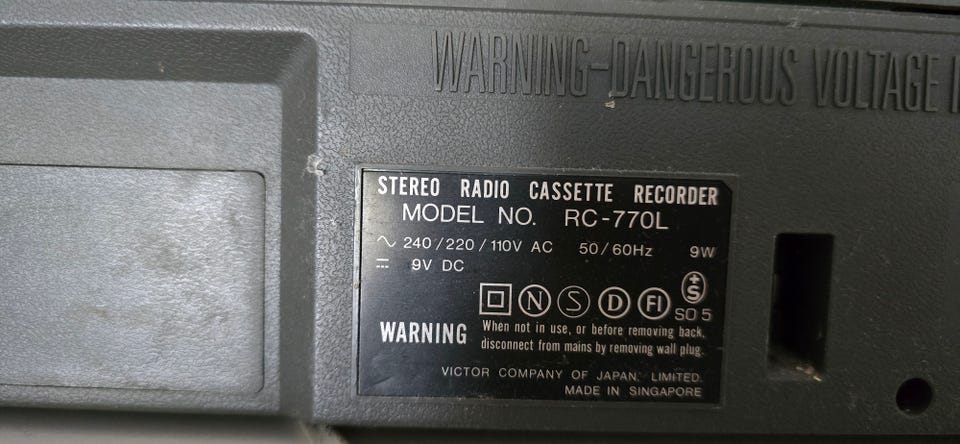 WARNING-DANGEROUS VOLTAGE
STEREO RADIO CASSETTE RECORDER
MODEL NO. RC-770L
~ 240/220/110V AC 50/60Hz 9W
⎓ 9V DC
N S D FI +S
SO 5
WARNING
When not in use, or before removing back,
disconnect from mains by removing wall plug.
VICTOR COMPANY OF JAPAN, LIMITED.
MADE IN SINGAPORE